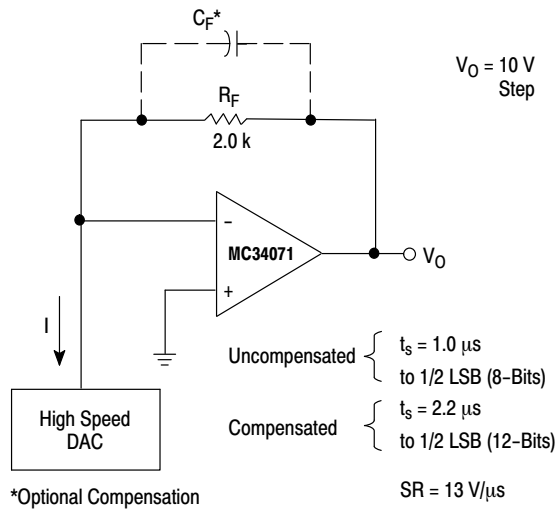 C_F*
V_O = 10 V
Step
R_F
2.0 k
–
MC34071
+
V_O
I
Uncompensated
t_s = 1.0 µs
to 1/2 LSB (8–Bits)
High Speed
DAC
Compensated
t_s = 2.2 µs
to 1/2 LSB (12–Bits)
*Optional Compensation
SR = 13 V/µs